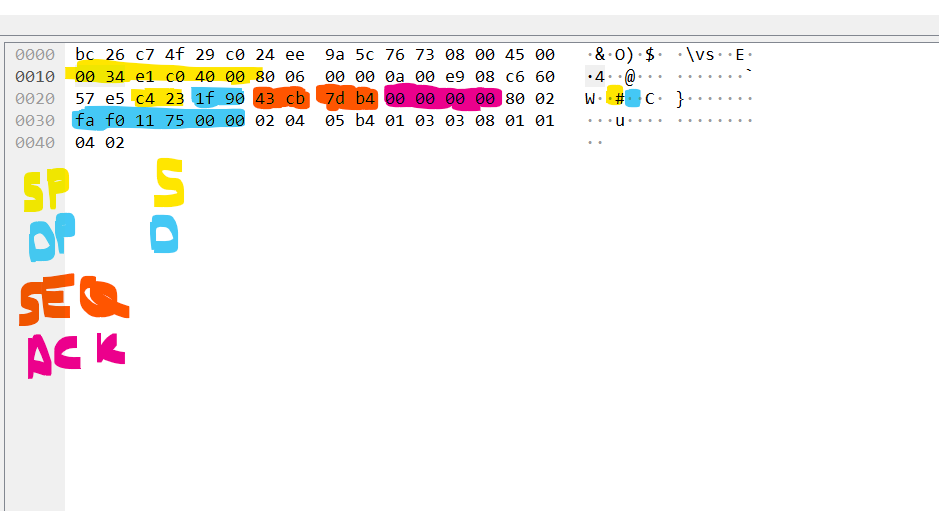 0000 bc 26 c7 4f 29 c0 24 ee 9a 5c 76 73 08 00 45 00 ·&·O)·$· ·\vs··E·
0010 00 34 e1 c0 40 00 80 06 00 00 0a 00 e9 08 c6 60 ·4··@··· ·······`
0020 57 e5 c4 23 1f 90 43 cb 7d b4 00 00 00 00 80 02 W··#··C· }·······
0030 fa f0 11 75 00 00 02 04 05 b4 01 03 03 08 01 01 ···u···· ········
0040 04 02 ··
SP S
DP D
SEQ
ACK